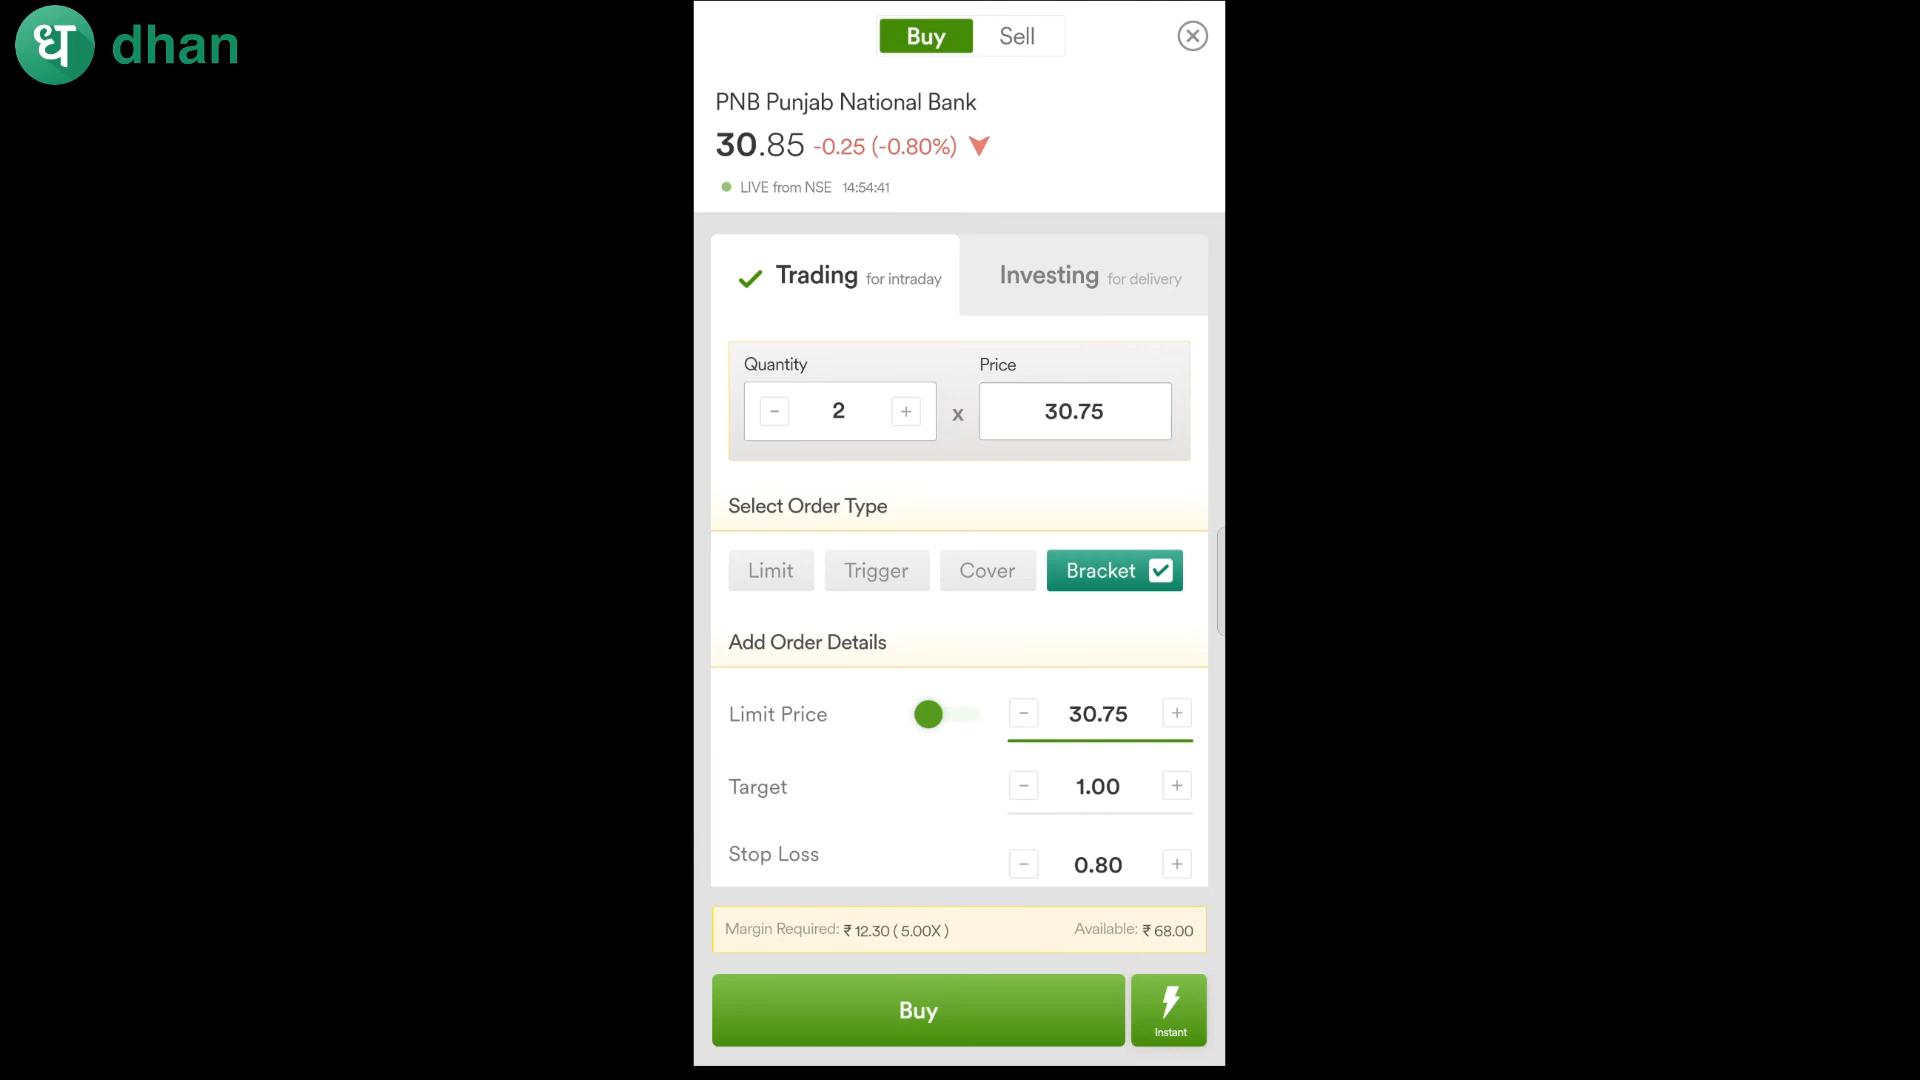 ध dhan
Buy Sell
PNB Punjab National Bank
30.85 -0.25 (-0.80%)
LIVE from NSE 14:54:41
Trading for intraday Investing for delivery
Quantity Price
- 2 + x 30.75
Select Order Type
Limit Trigger Cover Bracket
Add Order Details
Limit Price - 30.75 +
Target - 1.00 +
Stop Loss - 0.80 +
Margin Required: ₹ 12.30 ( 5.00X ) Available: ₹ 68.00
Buy Instant